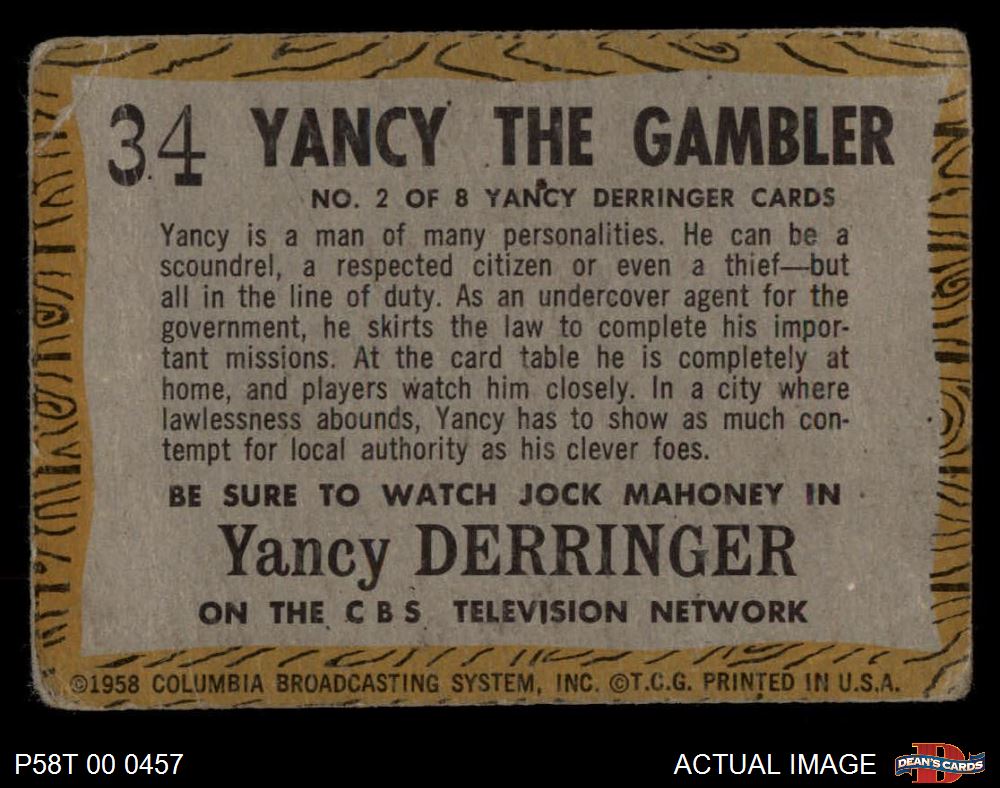 34 YANCY THE GAMBLER
NO. 2 OF 8 YANCY DERRINGER CARDS
Yancy is a man of many personalities. He can be a
scoundrel, a respected citizen or even a thief—but
all in the line of duty. As an undercover agent for the
government, he skirts the law to complete his impor-
tant missions. At the card table he is completely at
home, and players watch him closely. In a city where
lawlessness abounds, Yancy has to show as much con-
tempt for local authority as his clever foes.
BE SURE TO WATCH JOCK MAHONEY IN
Yancy DERRINGER
ON THE CBS TELEVISION NETWORK
©1958 COLUMBIA BROADCASTING SYSTEM, INC. ©T.C.G. PRINTED IN U.S.A.
P58T 00 0457
ACTUAL IMAGE
DEAN'S CARDS